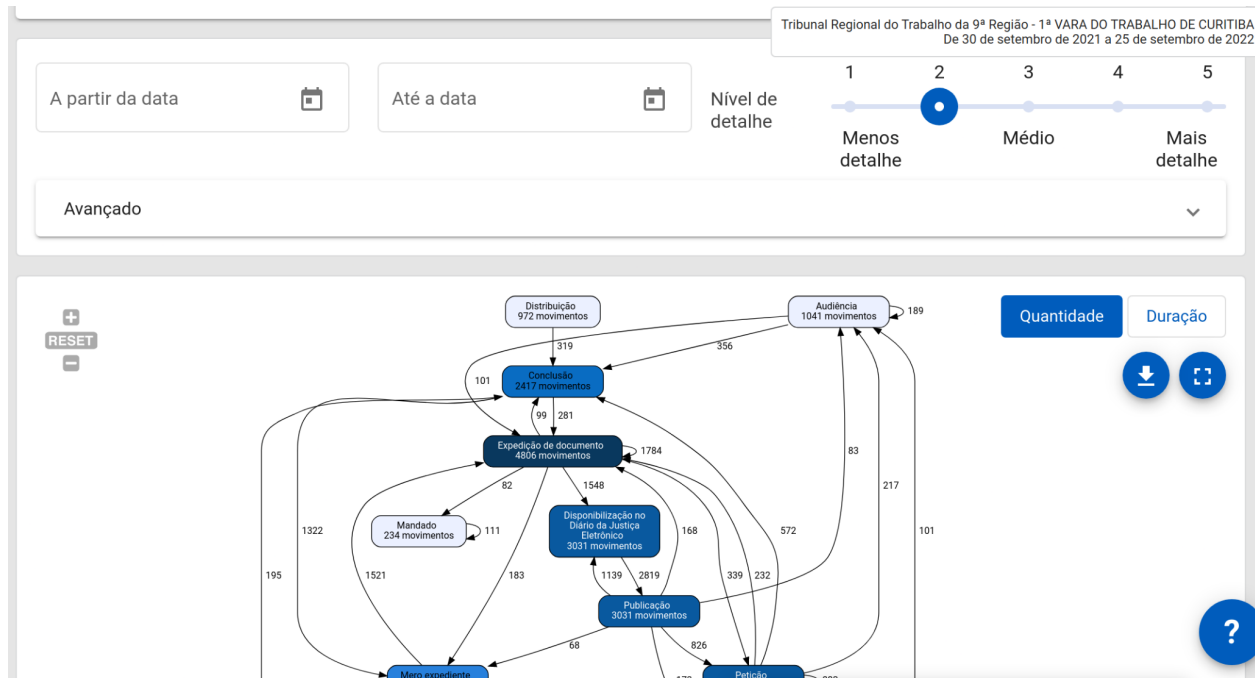 Tribunal Regional do Trabalho da 9ª Região - 1ª VARA DO TRABALHO DE CURITIBA
De 30 de setembro de 2021 a 25 de setembro de 2022
A partir da data
Até a data
Nível de
detalhe
1 2 3 4 5
Menos
detalhe
Médio
Mais
detalhe
Avançado
RESET
Quantidade
Duração
Distribuição
972 movimentos
Audiência
1041 movimentos
189
319
356
101
Conclusão
2417 movimentos
99
281
Expedição de documento
4806 movimentos
1784
83
82
1548
217
Mandado
234 movimentos
111
Disponibilização no
Diário da Justiça
Eletrônico
3031 movimentos
1322
168
572
101
195
1521
183
1139
2819
339
232
Publicação
3031 movimentos
68
826
Mero expediente
Petição
?